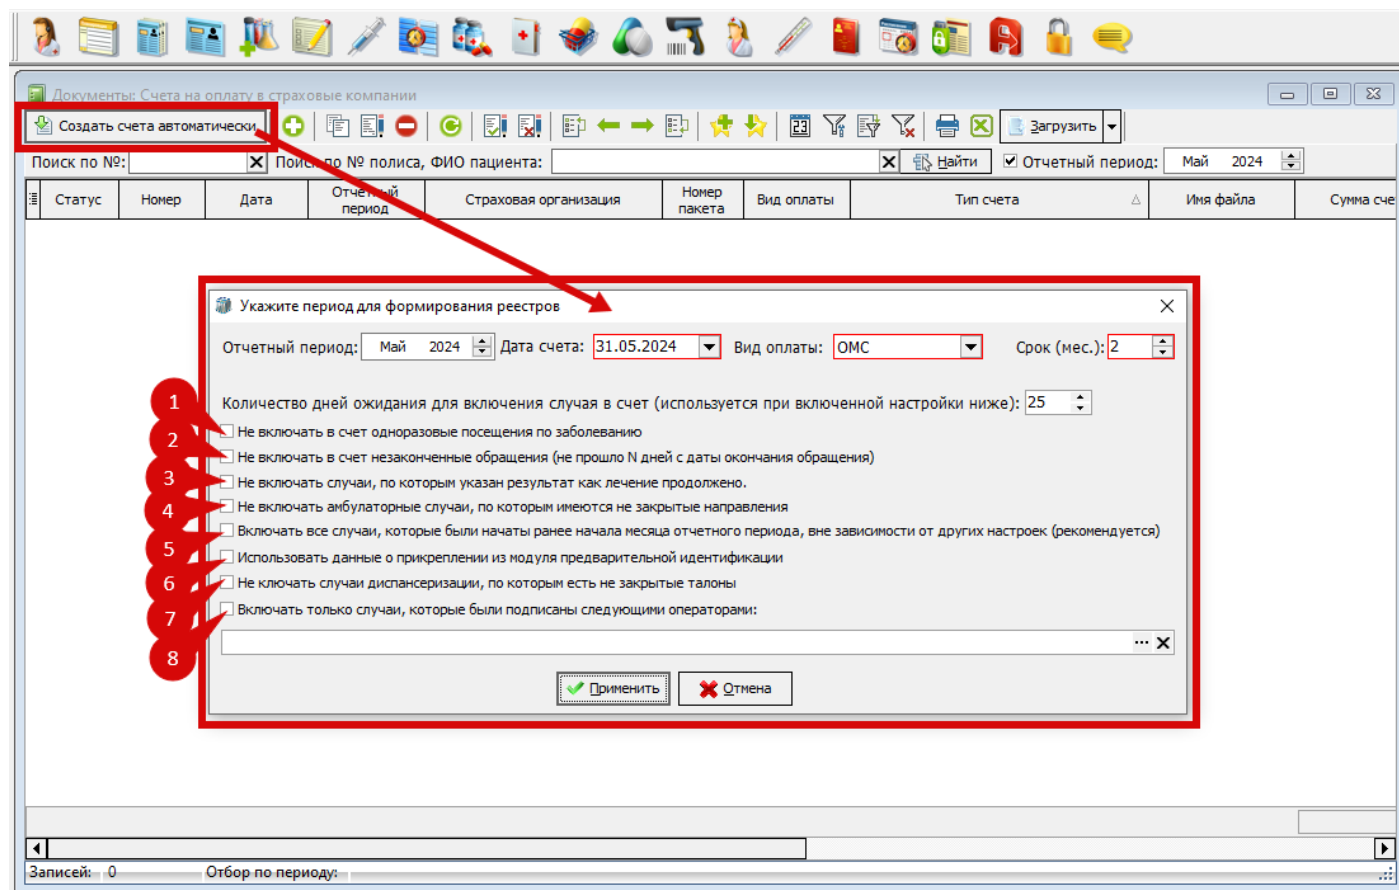 Документы: Счета на оплату в страховые компании
Создать счета автоматически
23
Загрузить
Поиск по №:
Поиск по № полиса, ФИО пациента:
Найти
Отчетный период:
Май 2024
Статус
Номер
Дата
Отчетный период
Страховая организация
Номер пакета
Вид оплаты
Тип счета
Имя файла
Сумма сче
Укажите период для формирования реестров
Отчетный период: Май 2024 Дата счета: 31.05.2024 Вид оплаты: ОМС Срок (мес.): 2
Количество дней ожидания для включения случая в счет (используется при включенной настройки ниже): 25
1
Не включать в счет одноразовые посещения по заболеванию
2
Не включать в счет незаконченные обращения (не прошло N дней с даты окончания обращения)
3
Не включать случаи, по которым указан результат как лечение продолжено.
4
Не включать амбулаторные случаи, по которым имеются не закрытые направления
5
Включать все случаи, которые были начаты ранее начала месяца отчетного периода, вне зависимости от других настроек (рекомендуется)
6
Использовать данные о прикреплении из модуля предварительной идентификации
7
Не ключать случаи диспансеризации, по которым есть не закрытые талоны
8
Включать только случаи, которые были подписаны следующими операторами:
Применить
Отмена
Записей: 0
Отбор по периоду: